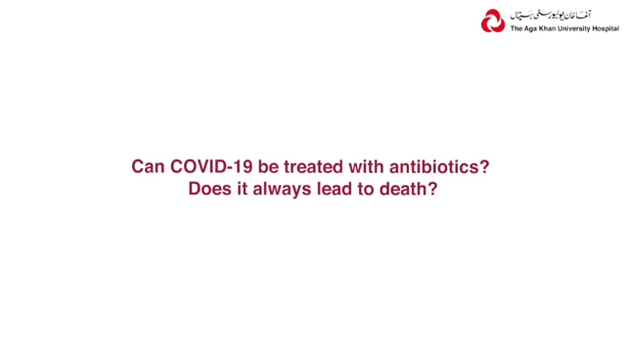 آغا خان یونیورسٹی ہسپتال
The Aga Khan University Hospital
Can COVID-19 be treated with antibiotics?
Does it always lead to death?